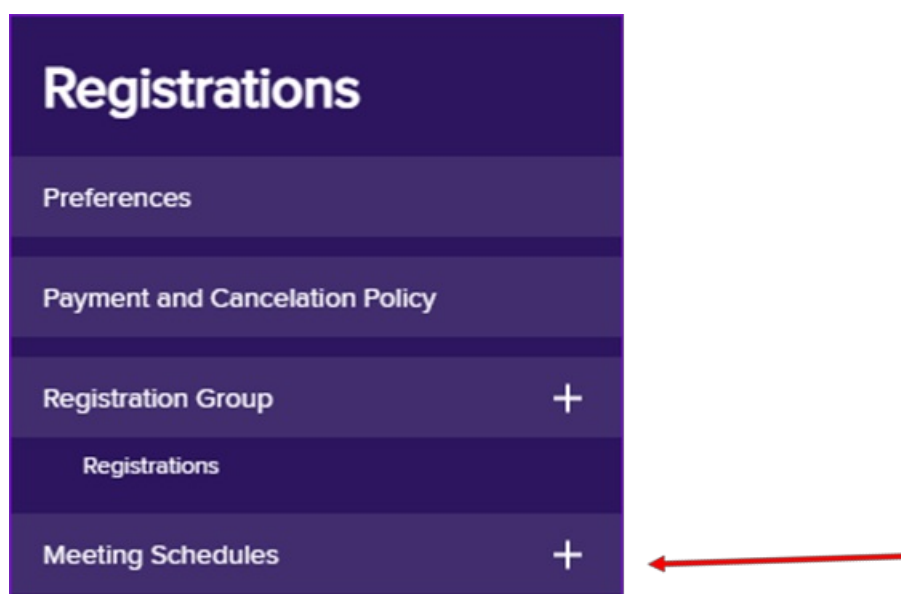 Registrations
Preferences
Payment and Cancelation Policy
Registration Group +
Registrations
Meeting Schedules +